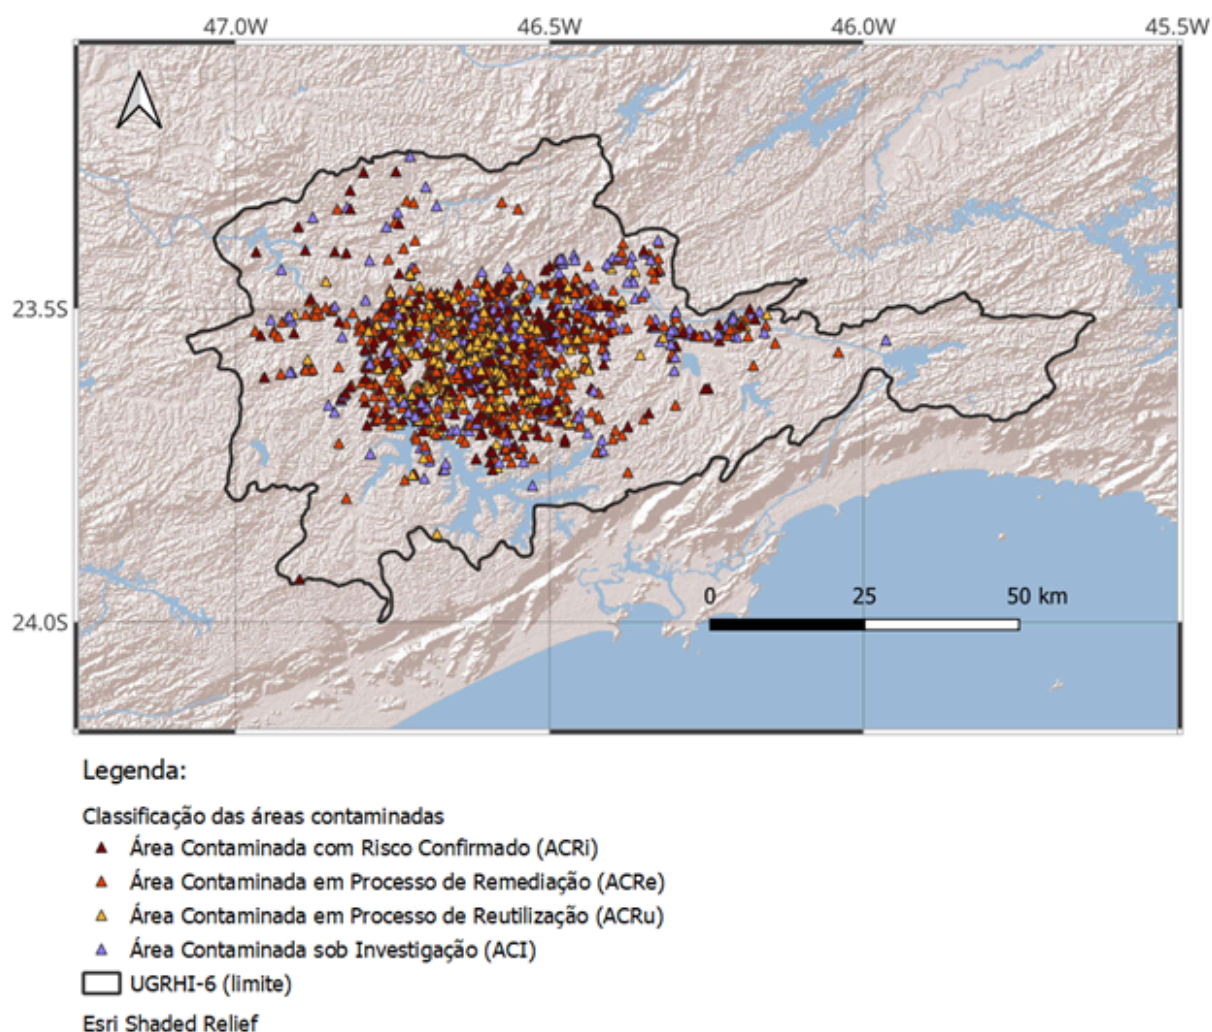 47.0W 46.5W 46.0W 45.5W
23.5S
0 25 50 km
24.0S
Legenda:
Classificação das áreas contaminadas
Área Contaminada com Risco Confirmado (ACRi)
Área Contaminada em Processo de Remediação (ACRe)
Área Contaminada em Processo de Reutilização (ACRu)
Área Contaminada sob Investigação (ACI)
UGRHI-6 (limite)
Esri Shaded Relief